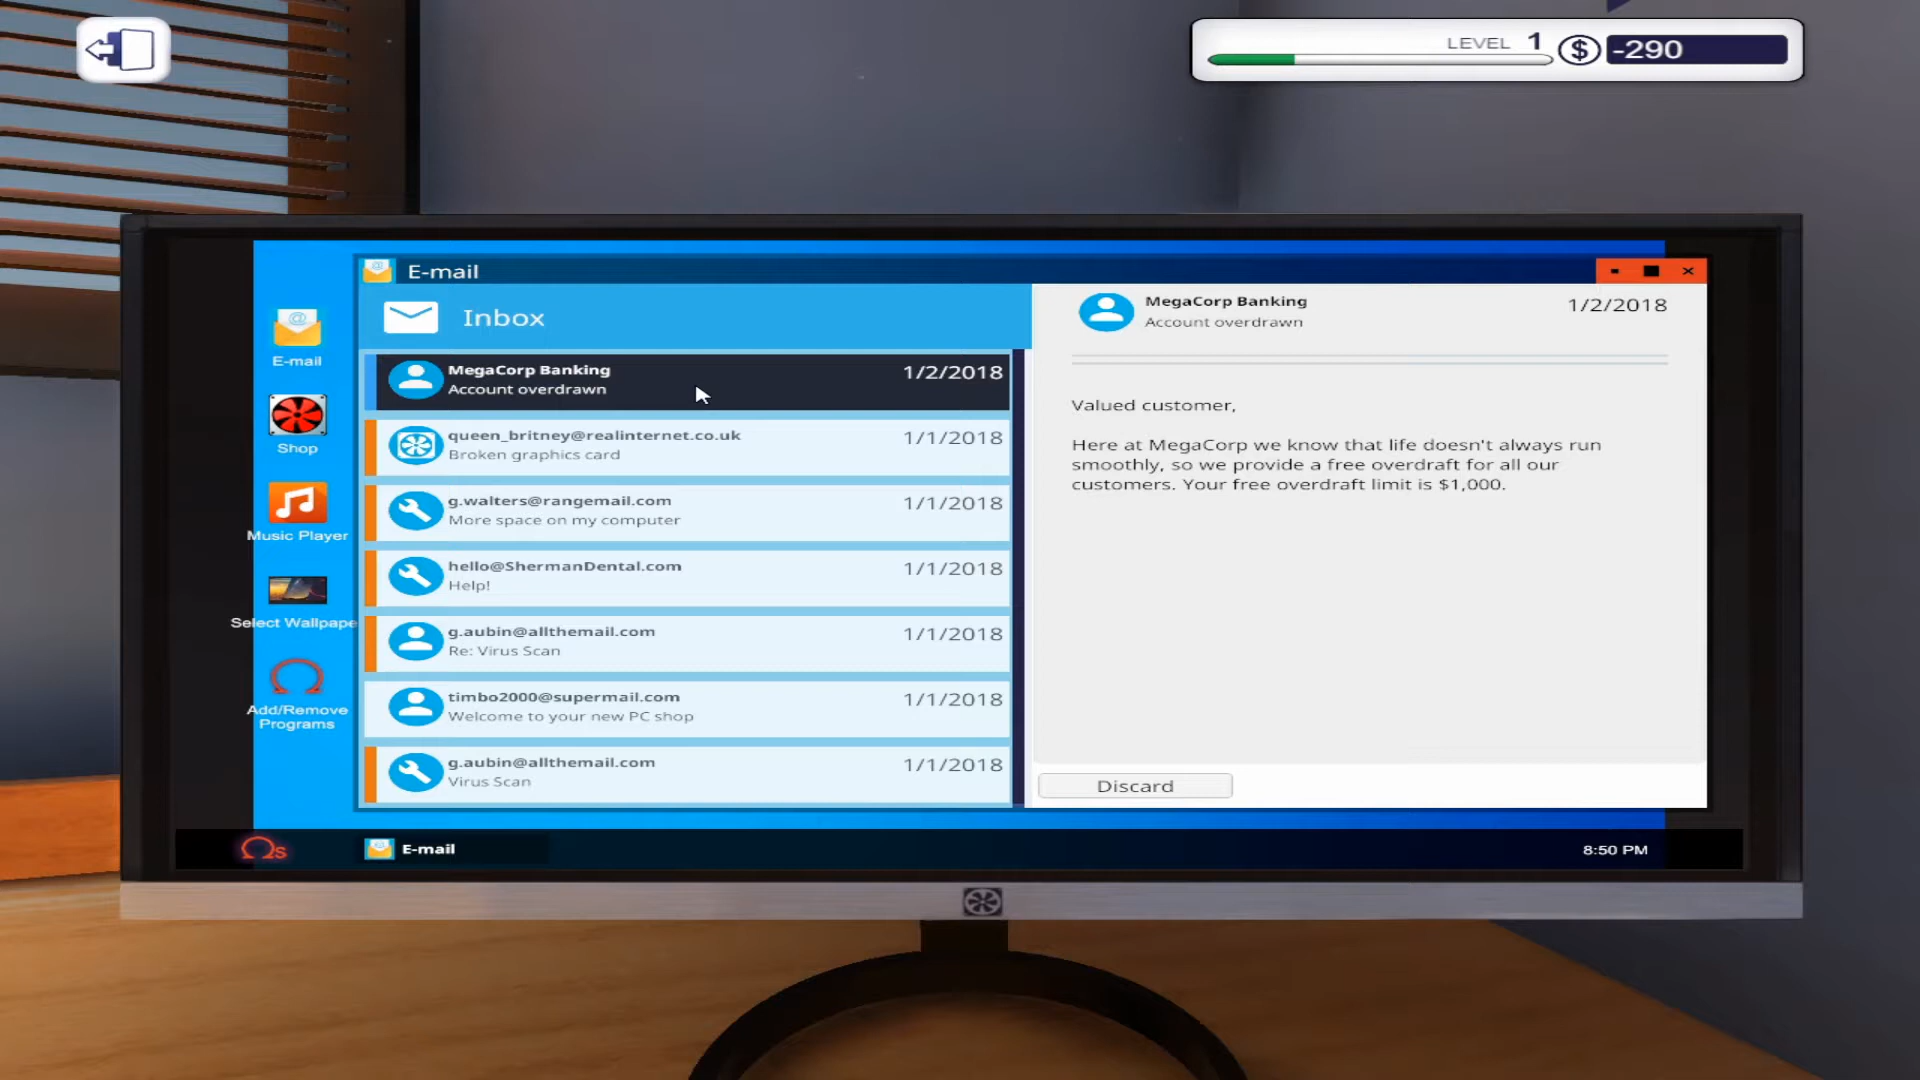 LEVEL 1
$ -290
E-mail
Inbox
MegaCorp Banking
Account overdrawn
1/2/2018
queen_britney@realinternet.co.uk
Broken graphics card
1/1/2018
g.walters@rangemail.com
More space on my computer
1/1/2018
hello@ShermanDental.com
Help!
1/1/2018
g.aubin@allthemail.com
Re: Virus Scan
1/1/2018
timbo2000@supermail.com
Welcome to your new PC shop
1/1/2018
g.aubin@allthemail.com
Virus Scan
1/1/2018
MegaCorp Banking
Account overdrawn
1/2/2018
Valued customer,
Here at MegaCorp we know that life doesn't always run
smoothly, so we provide a free overdraft for all our
customers. Your free overdraft limit is $1,000.
Discard
E-mail
Shop
Music Player
Select Wallpape
Add/Remove
Programs
Ωs
E-mail
8:50 PM